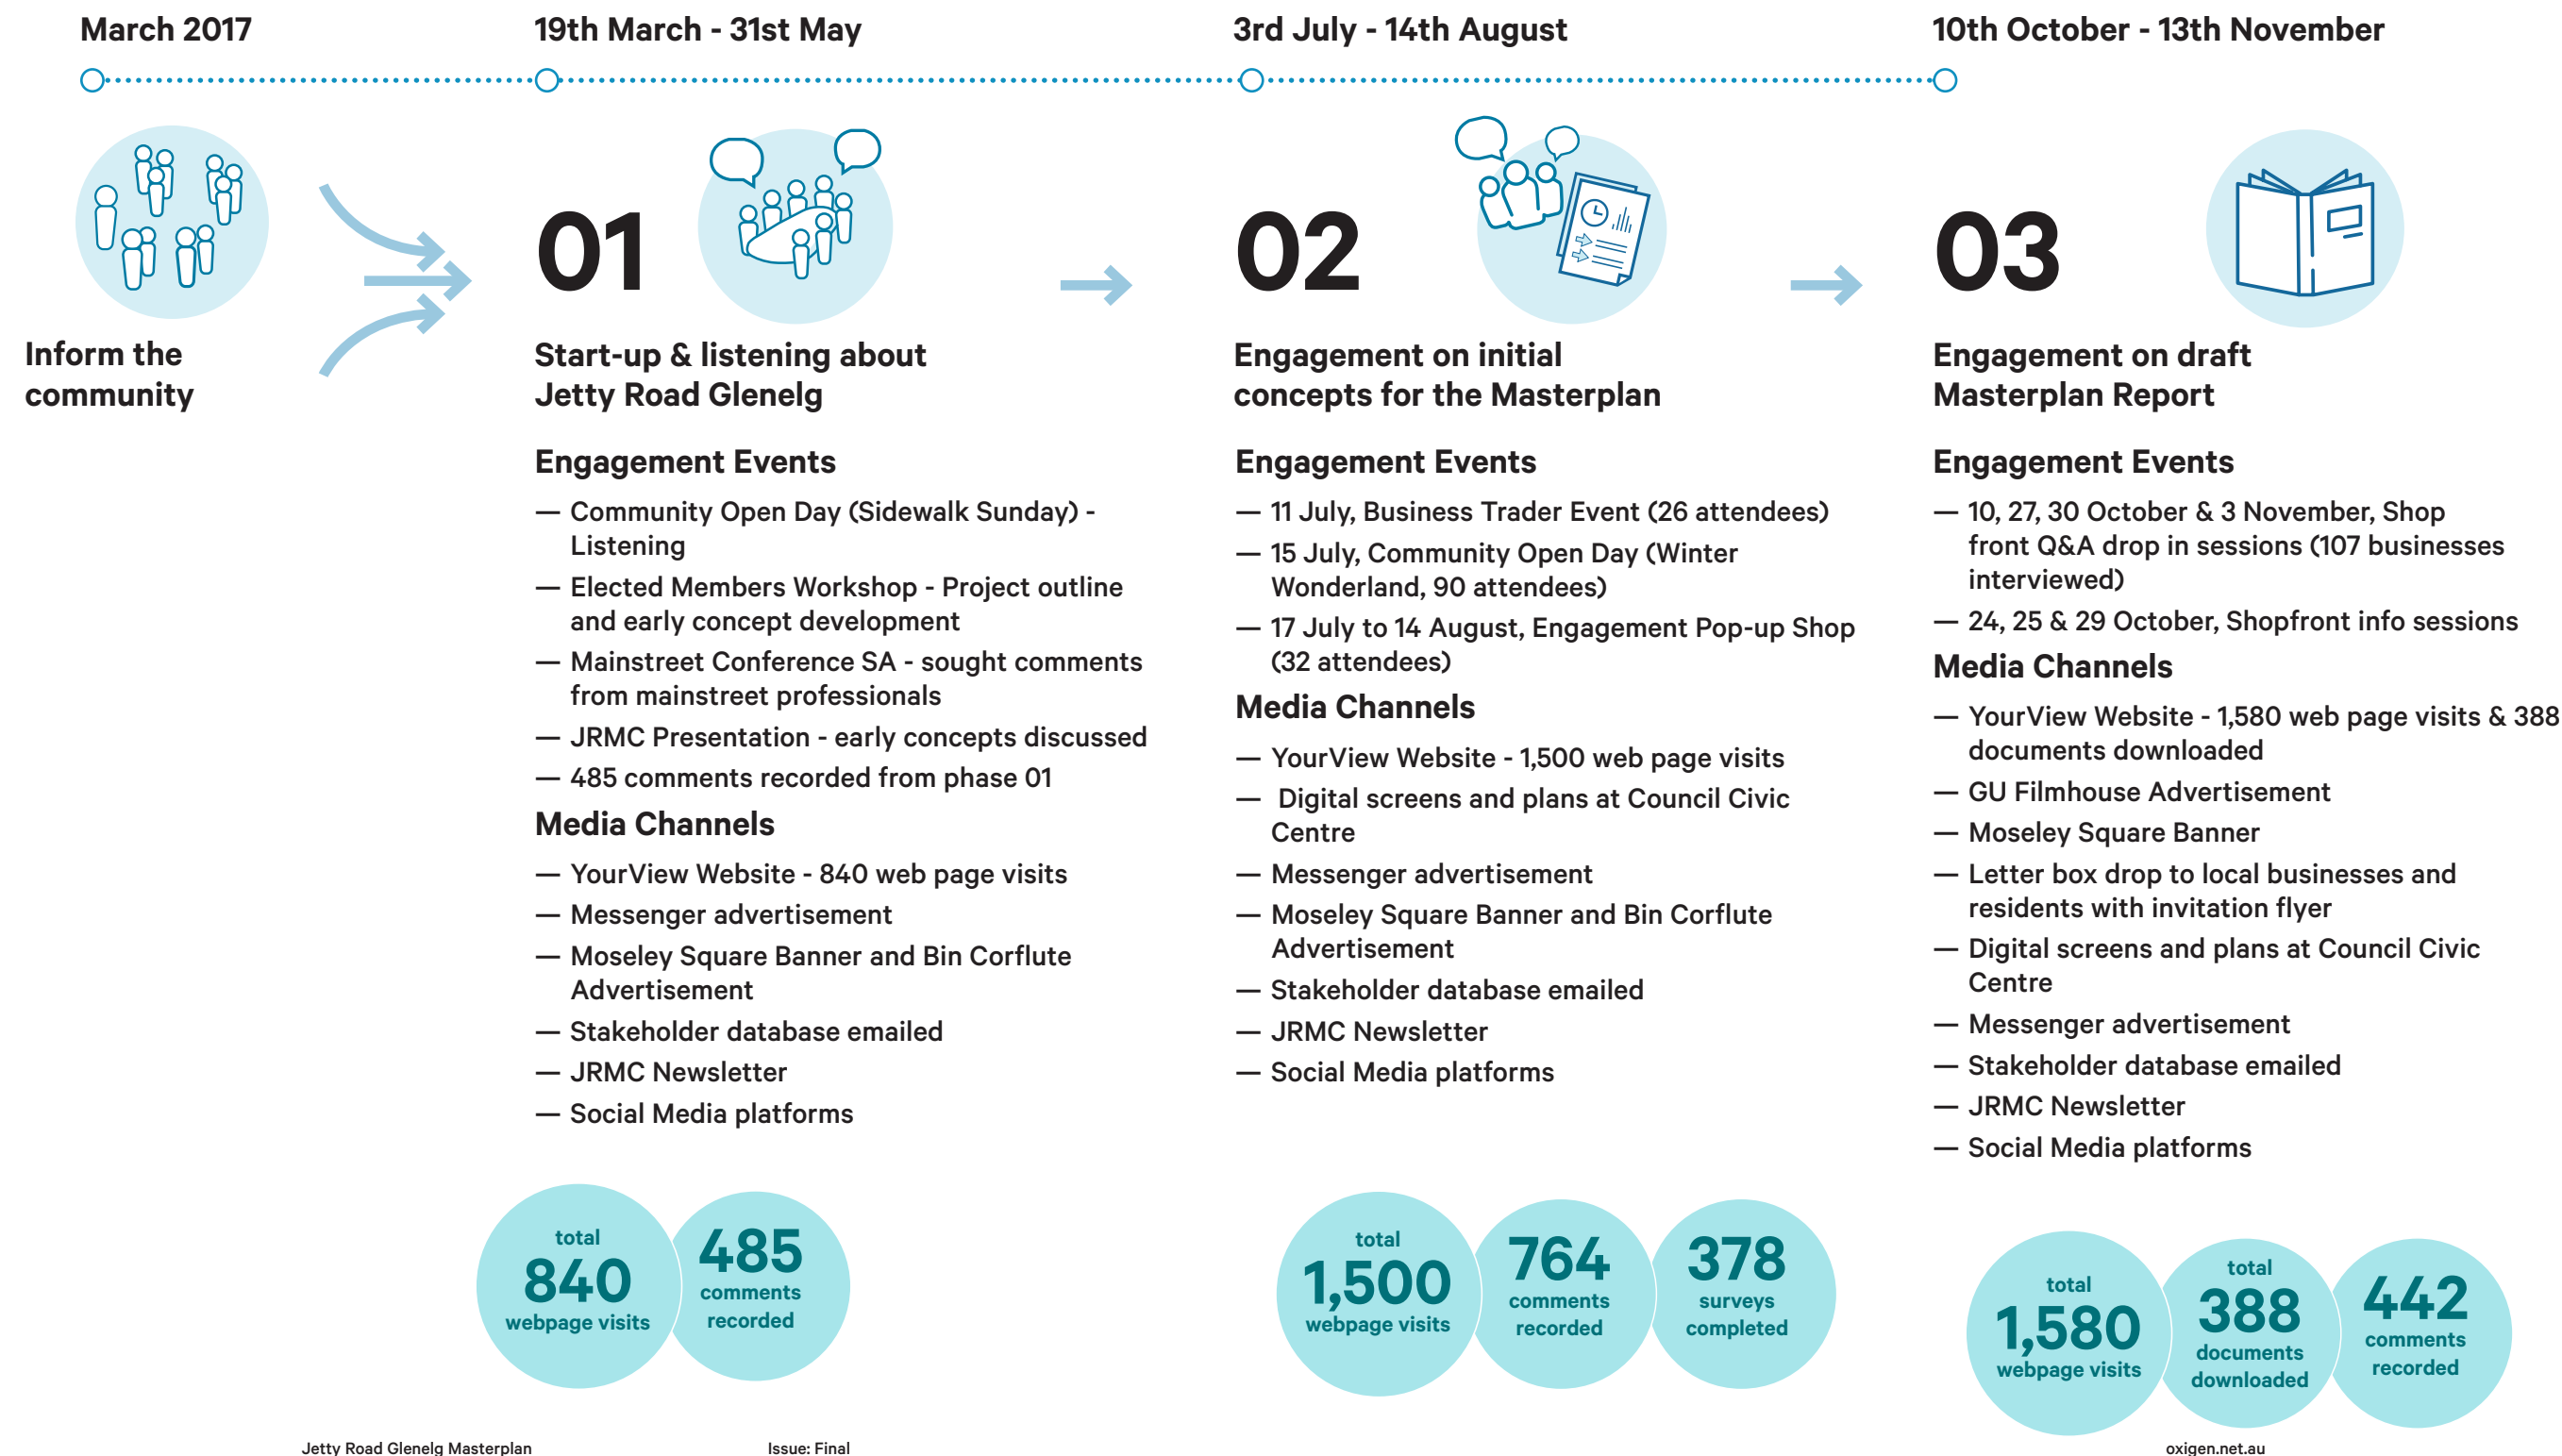 March 2017
Inform the
community
19th March - 31st May
01
Start-up & listening about
Jetty Road Glenelg
Engagement Events
— Community Open Day (Sidewalk Sunday) -
Listening
— Elected Members Workshop - Project outline
and early concept development
— Mainstreet Conference SA - sought comments
from mainstreet professionals
— JRMC Presentation - early concepts discussed
— 485 comments recorded from phase 01
Media Channels
— YourView Website - 840 web page visits
— Messenger advertisement
— Moseley Square Banner and Bin Corflute
Advertisement
— Stakeholder database emailed
— JRMC Newsletter
— Social Media platforms
total
840
webpage visits
485
comments
recorded
3rd July - 14th August
02
Engagement on initial
concepts for the Masterplan
Engagement Events
— 11 July, Business Trader Event (26 attendees)
— 15 July, Community Open Day (Winter
Wonderland, 90 attendees)
— 17 July to 14 August, Engagement Pop-up Shop
(32 attendees)
Media Channels
— YourView Website - 1,500 web page visits
— Digital screens and plans at Council Civic
Centre
— Messenger advertisement
— Moseley Square Banner and Bin Corflute
Advertisement
— Stakeholder database emailed
— JRMC Newsletter
— Social Media platforms
total
1,500
webpage visits
764
comments
recorded
378
surveys
completed
10th October - 13th November
03
Engagement on draft
Masterplan Report
Engagement Events
— 10, 27, 30 October & 3 November, Shop
front Q&A drop in sessions (107 businesses
interviewed)
— 24, 25 & 29 October, Shopfront info sessions
Media Channels
— YourView Website - 1,580 web page visits & 388
documents downloaded
— GU Filmhouse Advertisement
— Moseley Square Banner
— Letter box drop to local businesses and
residents with invitation flyer
— Digital screens and plans at Council Civic
Centre
— Messenger advertisement
— Stakeholder database emailed
— JRMC Newsletter
— Social Media platforms
total
1,580
webpage visits
total
388
documents
downloaded
442
comments
recorded
Jetty Road Glenelg Masterplan
Issue: Final
oxigen.net.au